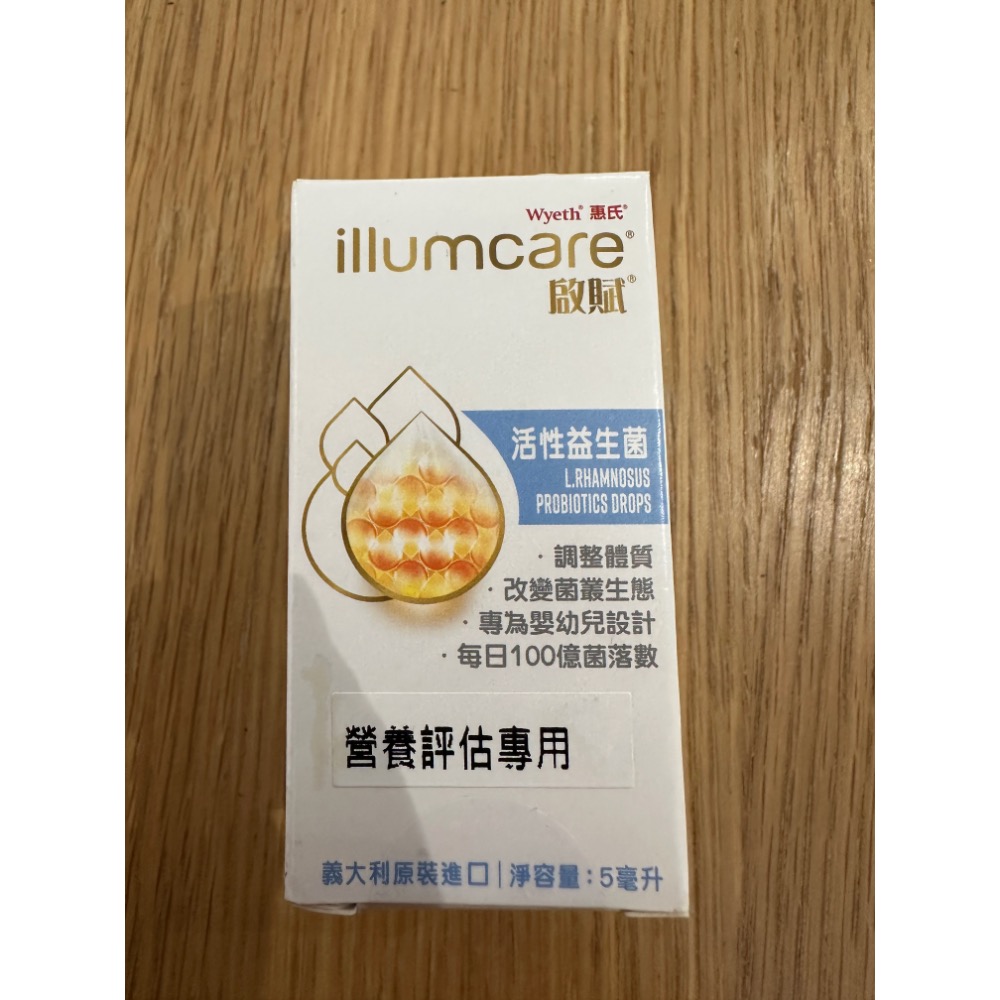 Wyeth® 惠氏®
illumcare®
啟賦®
活性益生菌
L.RHAMNOSUS
PROBIOTICS DROPS
· 調整體質
· 改變菌叢生態
· 專為嬰幼兒設計
· 每日100億菌落數
營養評估專用
義大利原裝進口|淨容量:5毫升